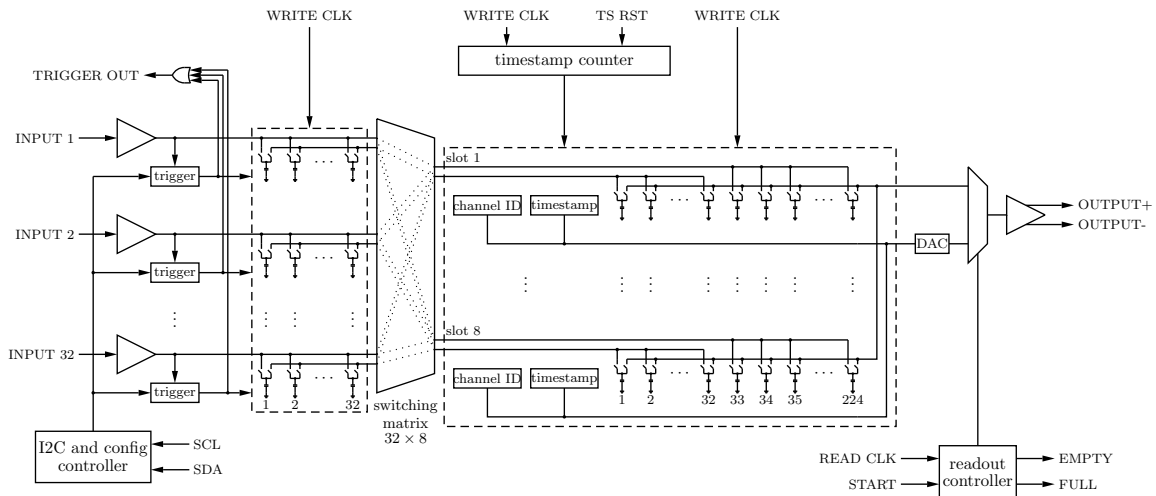 WRITE CLK
WRITE CLK
TS RST
WRITE CLK
timestamp counter
TRIGGER OUT
INPUT 1
trigger
. . .
slot 1
. . .
. . .
channel ID
timestamp
OUTPUT+
OUTPUT-
INPUT 2
trigger
. . .
DAC
slot 8
INPUT 32
trigger
. . .
. . .
. . .
channel ID
timestamp
1 2 32
1 2 32 33 34 35 224
switching
matrix
32 × 8
I2C and config
controller
SCL
SDA
READ CLK
START
readout
controller
EMPTY
FULL